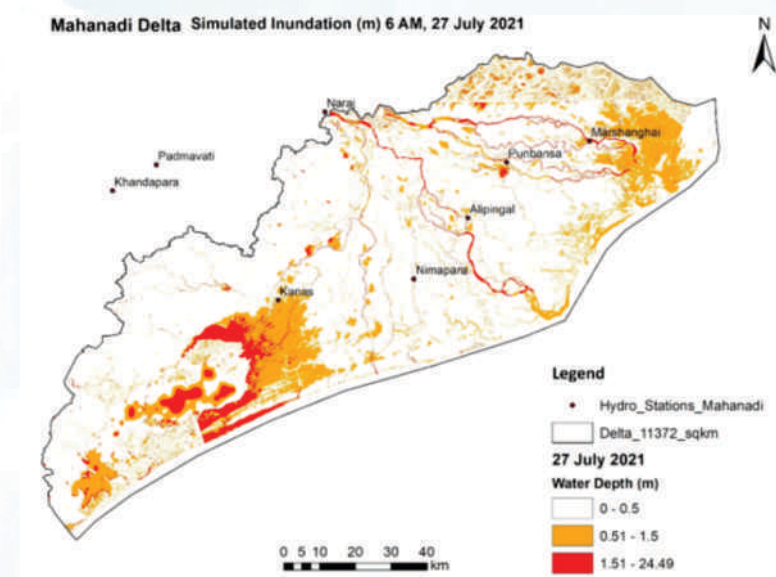 Mahanadi Delta Simulated Inundation (m) 6 AM, 27 July 2021
N
Naraj
Marshanghai
Padmavati
Punbansa
Khandapara
Alipingal
Nimapara
Kanas
Legend
Hydro_Stations_Mahanadi
Delta_11372_sqkm
27 July 2021
Water Depth (m)
0 - 0.5
0.51 - 1.5
1.51 - 24.49
0 5 10 20 30 40
km